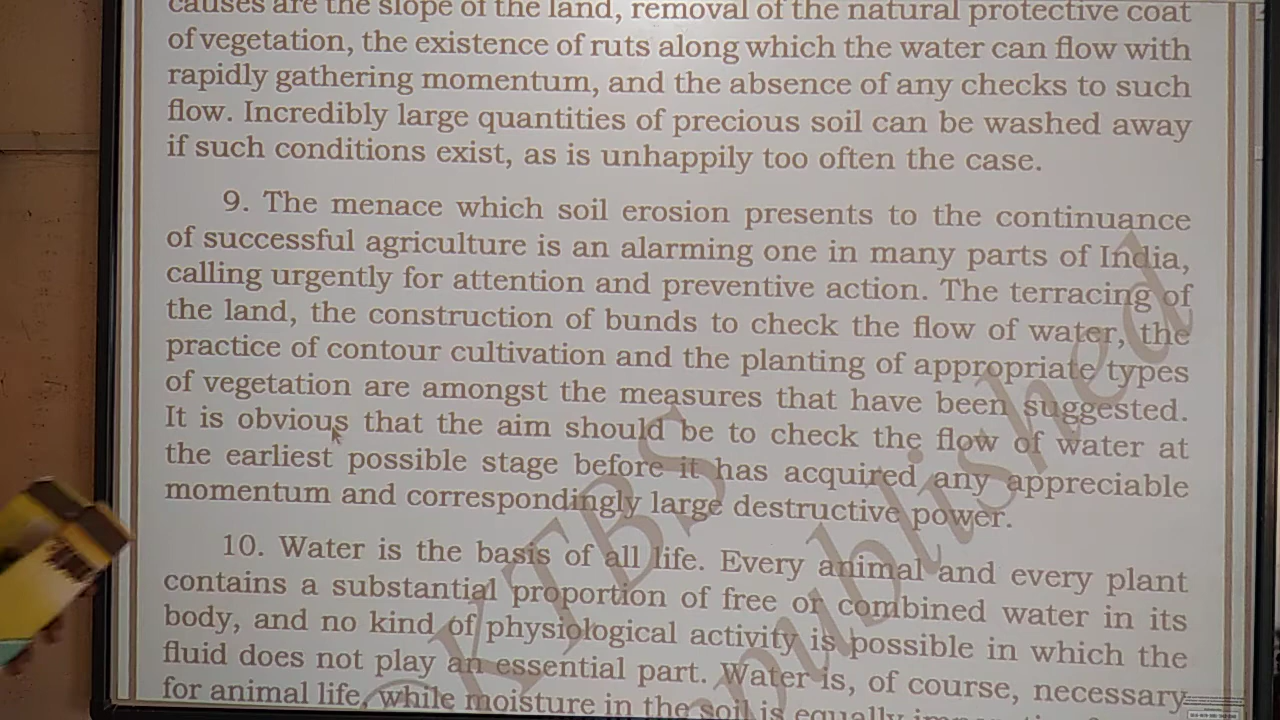 causes are the slope of the land, removal of the natural protective coat
of vegetation, the existence of ruts along which the water can flow with
rapidly gathering momentum, and the absence of any checks to such
flow. Incredibly large quantities of precious soil can be washed away
if such conditions exist, as is unhappily too often the case.
9. The menace which soil erosion presents to the continuance
of successful agriculture is an alarming one in many parts of India,
calling urgently for attention and preventive action. The terracing of
the land, the construction of bunds to check the flow of water, the
practice of contour cultivation and the planting of appropriate types
of vegetation are amongst the measures that have been suggested.
It is obvious that the aim should be to check the flow of water at
the earliest possible stage before it has acquired any appreciable
momentum and correspondingly large destructive power.
10. Water is the basis of all life. Every animal and every plant
contains a substantial proportion of free or combined water in its
body, and no kind of physiological activity is possible in which the
fluid does not play an essential part. Water is, of course, necessary
for animal life, while moisture in the soil is equally
©KTBS
published